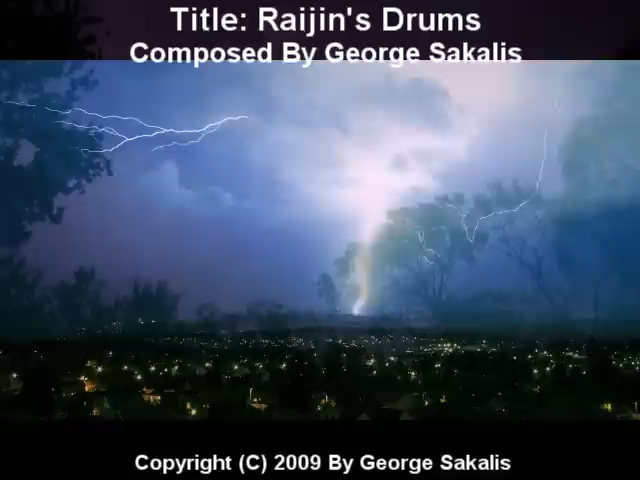 Title: Raijin's Drums
Composed By George Sakalis
Copyright (C) 2009 By George Sakalis